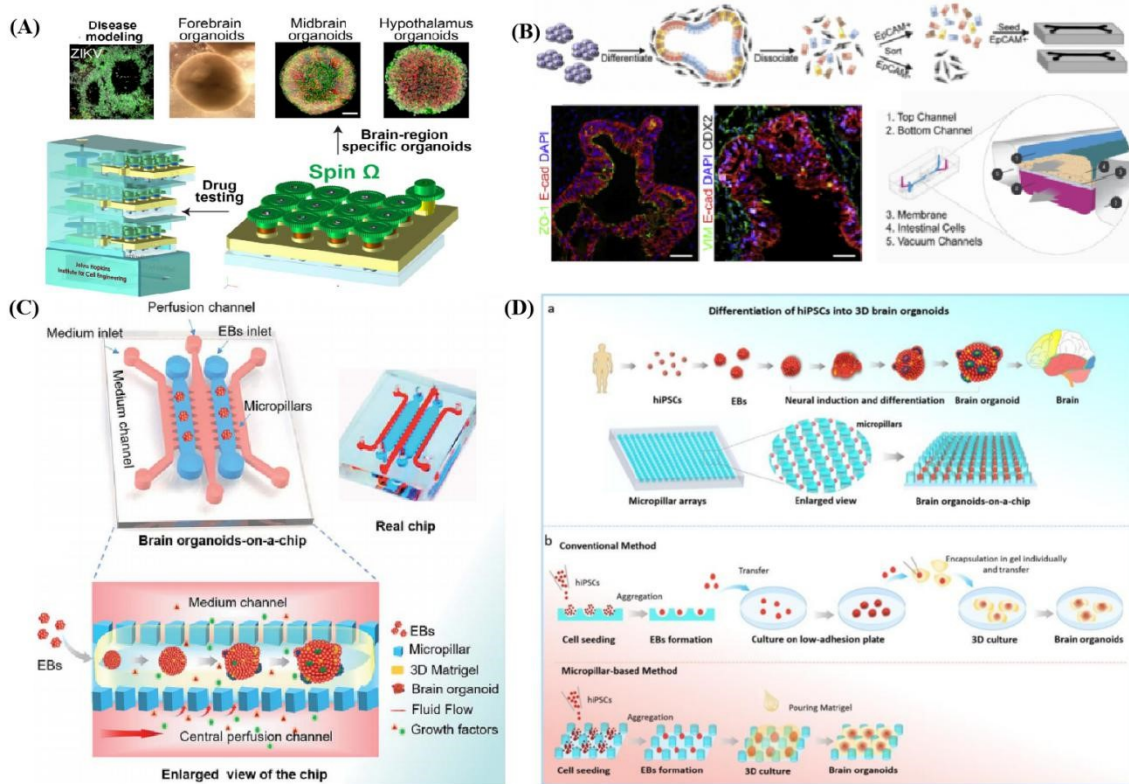 (A)
Disease
modeling
ZIKV
Forebrain
organoids
Midbrain
organoids
Hypothalamus
organoids
Brain-region
specific organoids
Drug
testing
Spin Ω
Johns Hopkins
Institute for Cell Engineering
(B)
Differentiate
Dissociate
EpCAM+
Sort
EpCAM-
Seed
EpCAM+
ZO-1 E-cad DAPI
VIM E-cad DAPI CDX2
1. Top Channel
2. Bottom Channel
3. Membrane
4. Intestinal Cells
5. Vacuum Channels
(C)
Perfusion channel
Medium inlet
EBs inlet
Medium channel
Micropillars
Brain organoids-on-a-chip
Real chip
Medium channel
EBs
Central perfusion channel
EBs
Micropillar
3D Matrigel
Brain organoid
Fluid Flow
Growth factors
Enlarged view of the chip
(D)
a
Differentiation of hiPSCs into 3D brain organoids
hiPSCs
EBs
Neural induction and differentiation
Brain organoid
Brain
micropillars
Micropillar arrays
Enlarged view
Brain organoids-on-a-chip
b
Conventional Method
hiPSCs
Aggregation
Transfer
Encapsulation in gel individually
and transfer
Cell seeding
EBs formation
Culture on low-adhesion plate
3D culture
Brain organoids
Micropillar-based Method
hiPSCs
Aggregation
Pouring Matrigel
Cell seeding
EBs formation
3D culture
Brain organoids